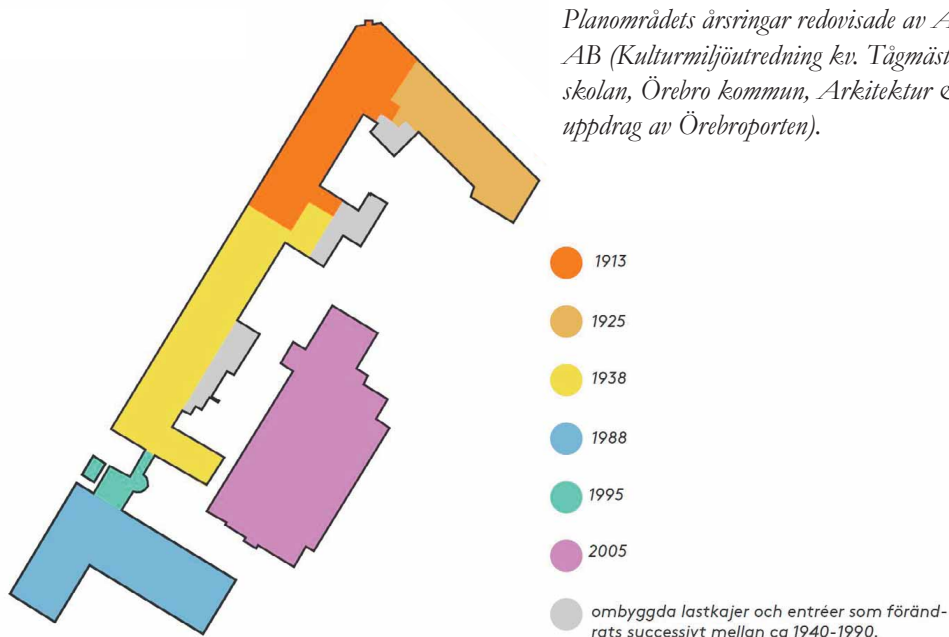 Planområdets årsringar redovisade av
AB (Kulturmiljöutredning kv.
skolan, Örebro kommun, Arkitektur
uppdrag av Örebroporten).
1913
1925
1938
1988
1995
2005
ombyggda lastkajer och entréer som föränd-
rats successivt mellan ca 1940-1990.